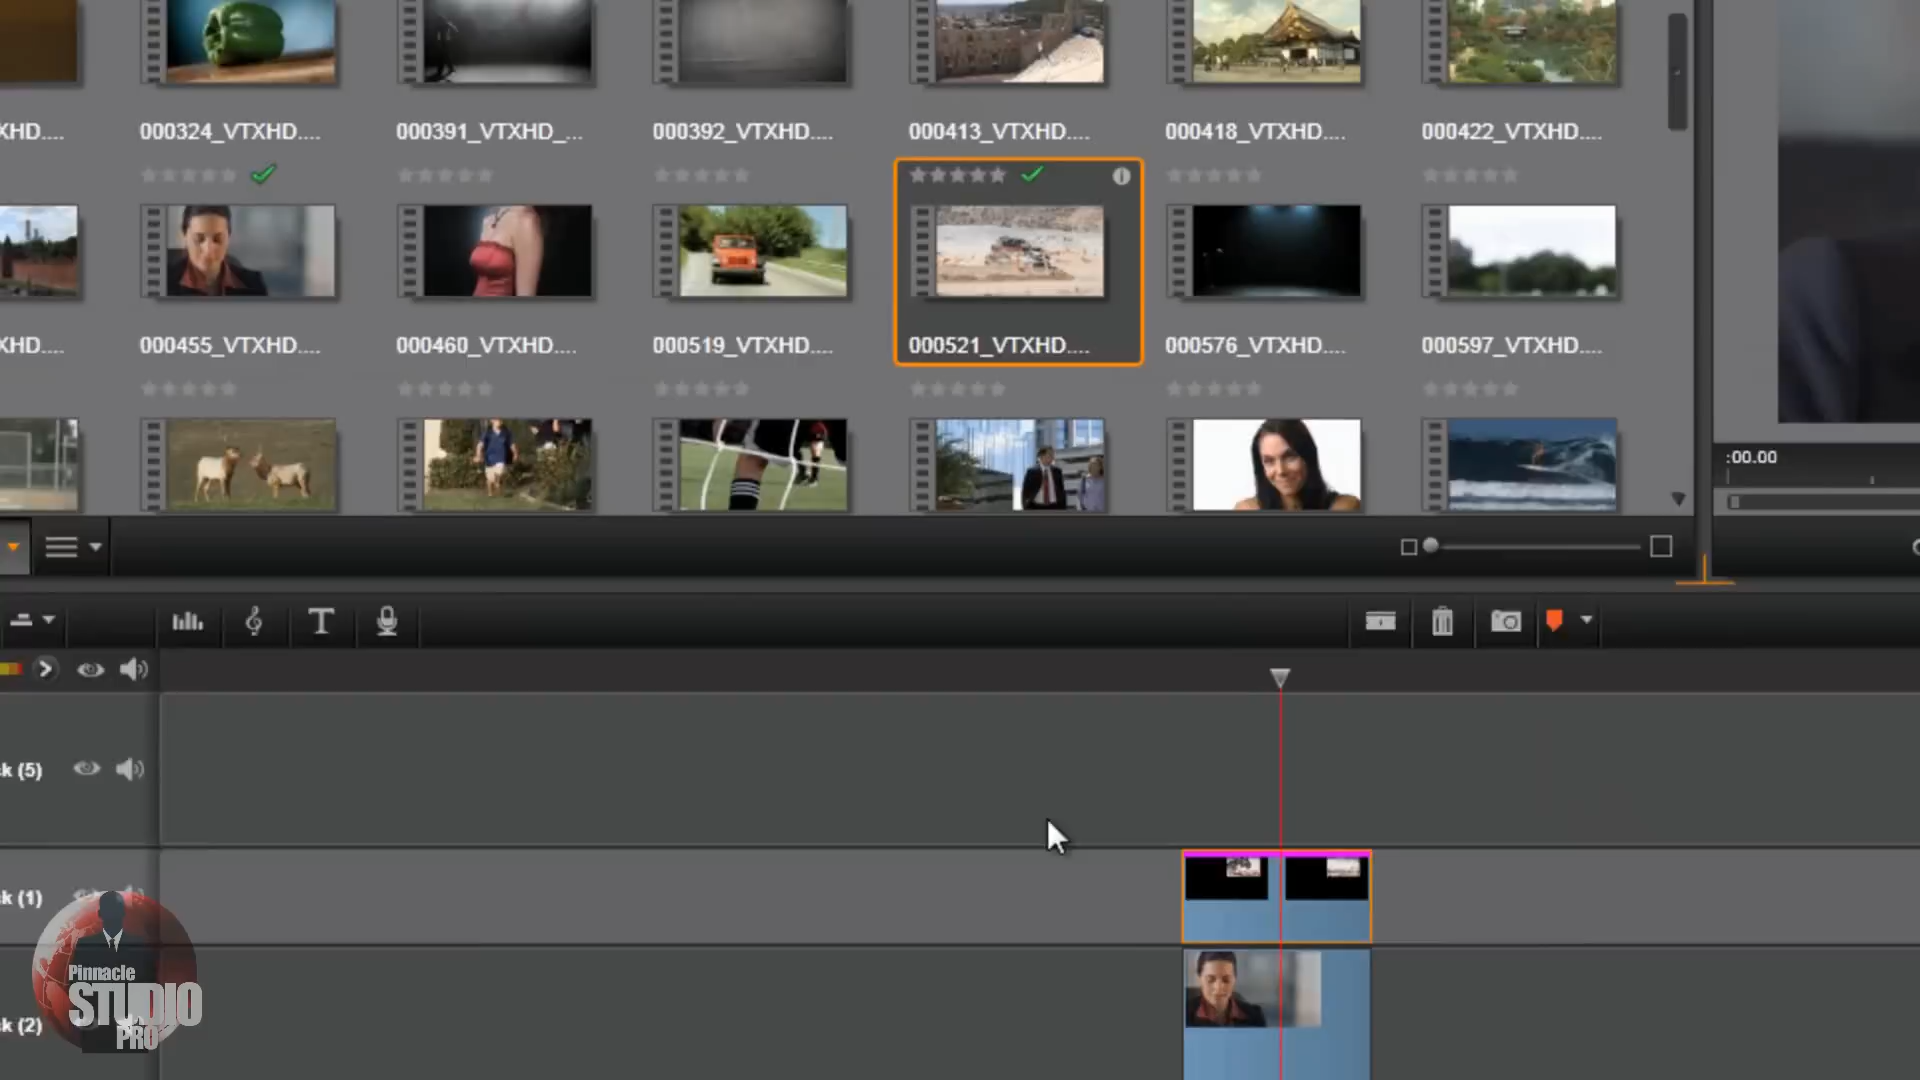 XHD....
000324_VTXHD....
000391_VTXHD_...
000392_VTXHD....
000413_VTXHD....
000418_VTXHD....
000422_VTXHD....
XHD....
000455_VTXHD....
000460_VTXHD....
000519_VTXHD....
000521_VTXHD....
000576_VTXHD....
000597_VTXHD....
:00.00
T
k (5)
k (1)
k (2)
Pinnacle
STUDIO
PRO